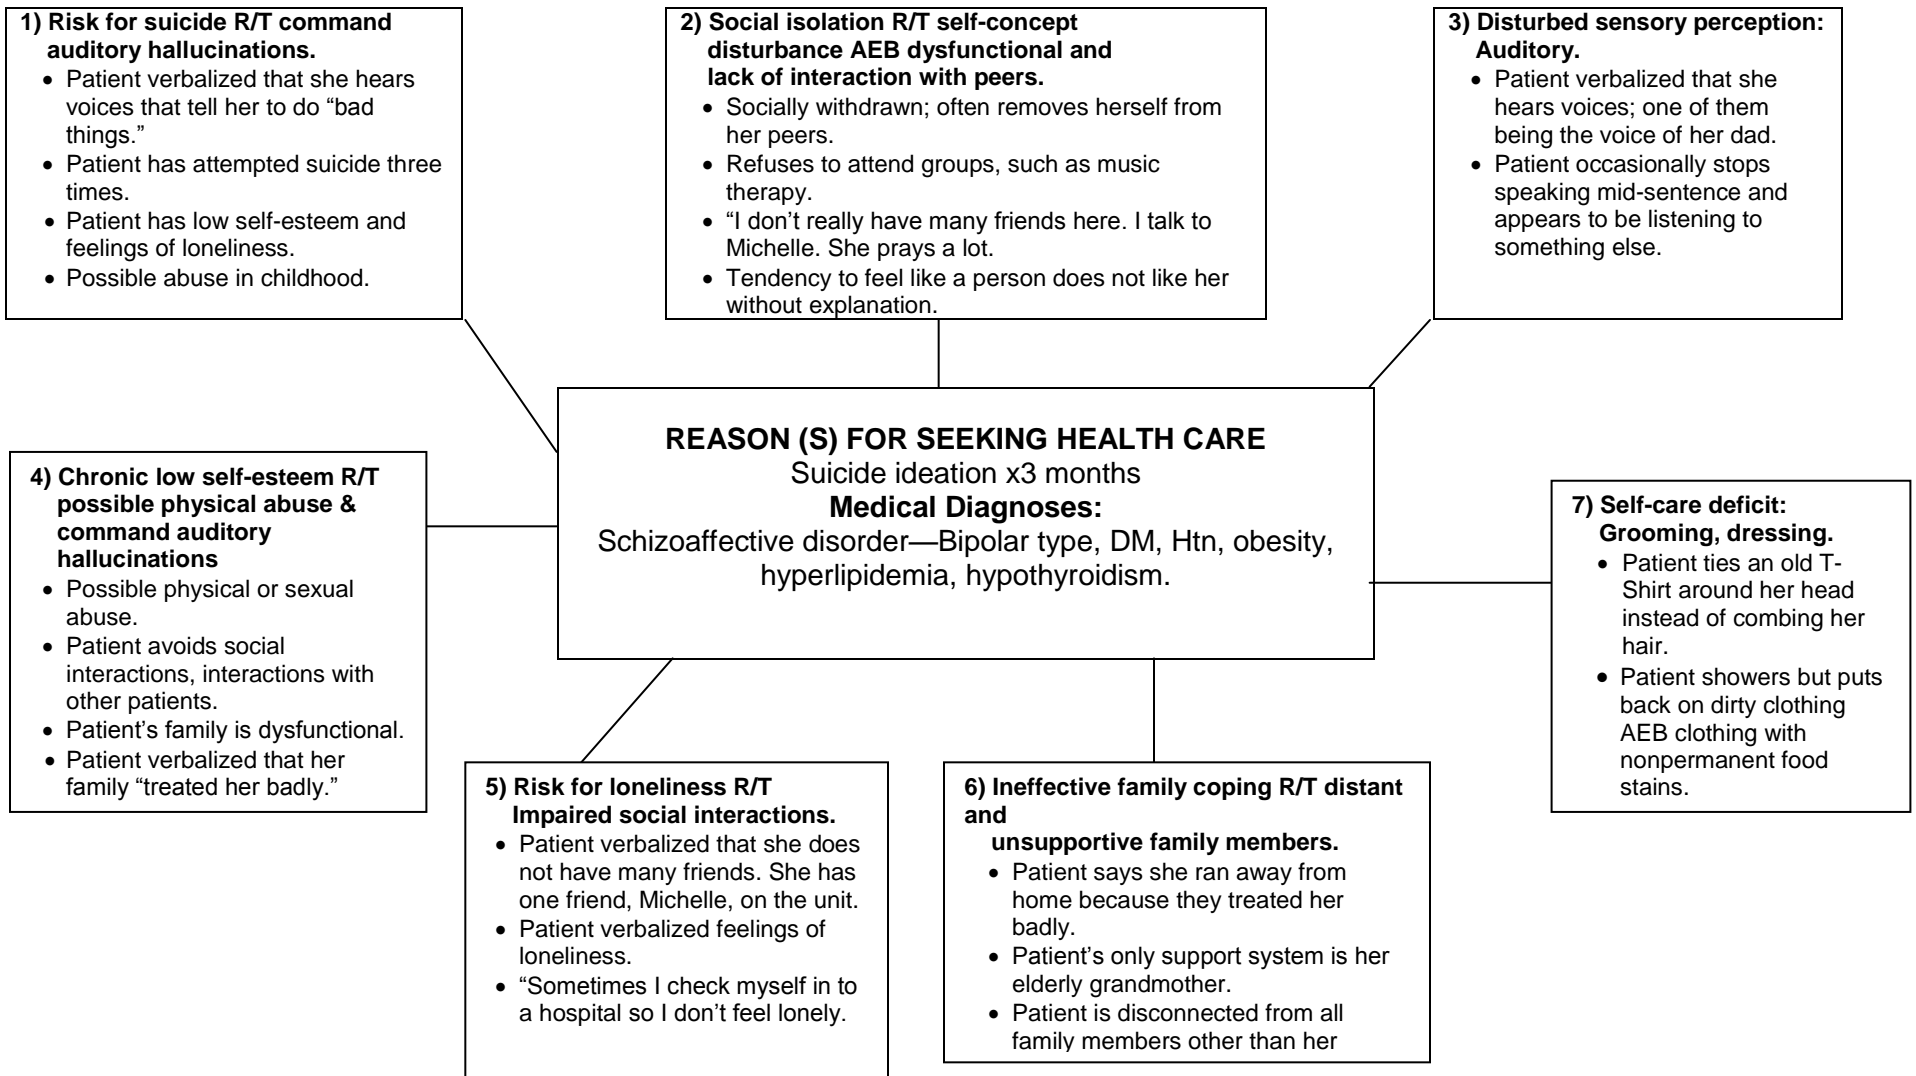 1) Risk for suicide R/T command
auditory hallucinations.
• Patient verbalized that she hears
voices that tell her to do “bad
things.”
• Patient has attempted suicide three
times.
• Patient has low self-esteem and
feelings of loneliness.
• Possible abuse in childhood.
2) Social isolation R/T self-concept
disturbance AEB dysfunctional and
lack of interaction with peers.
• Socially withdrawn; often removes herself from
her peers.
• Refuses to attend groups, such as music
therapy.
• “I don’t really have many friends here. I talk to
Michelle. She prays a lot.
• Tendency to feel like a person does not like her
without explanation.
3) Disturbed sensory perception:
Auditory.
• Patient verbalized that she
hears voices; one of them
being the voice of her dad.
• Patient occasionally stops
speaking mid-sentence and
appears to be listening to
something else.
REASON (S) FOR SEEKING HEALTH CARE
Suicide ideation x3 months
Medical Diagnoses:
Schizoaffective disorder—Bipolar type, DM, Htn, obesity,
hyperlipidemia, hypothyroidism.
4) Chronic low self-esteem R/T
possible physical abuse &
command auditory
hallucinations
• Possible physical or sexual
abuse.
• Patient avoids social
interactions, interactions with
other patients.
• Patient’s family is dysfunctional.
• Patient verbalized that her
family “treated her badly.”
5) Risk for loneliness R/T
Impaired social interactions.
• Patient verbalized that she does
not have many friends. She has
one friend, Michelle, on the unit.
• Patient verbalized feelings of
loneliness.
• “Sometimes I check myself in to
a hospital so I don’t feel lonely.
6) Ineffective family coping R/T distant
and
unsupportive family members.
• Patient says she ran away from
home because they treated her
badly.
• Patient’s only support system is her
elderly grandmother.
• Patient is disconnected from all
family members other than her
7) Self-care deficit:
Grooming, dressing.
• Patient ties an old T-
Shirt around her head
instead of combing her
hair.
• Patient showers but puts
back on dirty clothing
AEB clothing with
nonpermanent food
stains.